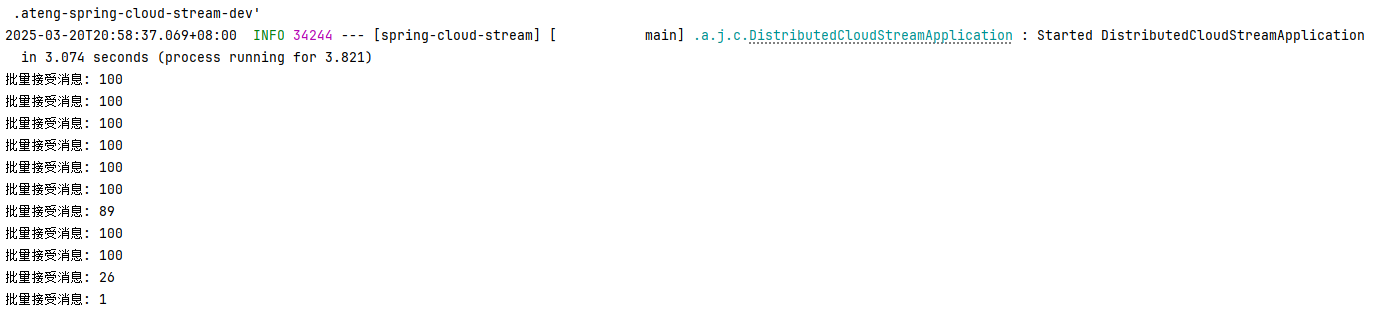 .ateng-spring-cloud-stream-dev'
2025-03-20T20:58:37.069+08:00  INFO 34244 --- [spring-cloud-stream] [           main] .a.j.c.DistributedCloudStreamApplication : Started DistributedCloudStreamApplication
in 3.074 seconds (process running for 3.821)
批量接受消息: 100
批量接受消息: 100
批量接受消息: 100
批量接受消息: 100
批量接受消息: 100
批量接受消息: 100
批量接受消息: 89
批量接受消息: 100
批量接受消息: 100
批量接受消息: 26
批量接受消息: 1